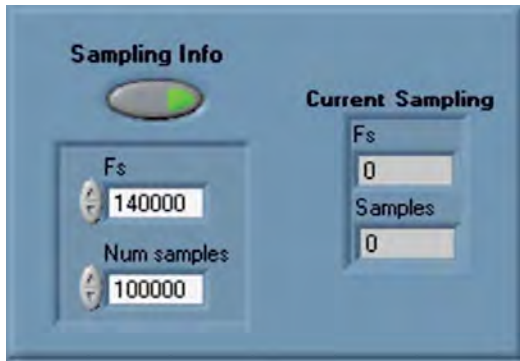 Sampling Info
Fs
140000
Num samples
100000
Current Sampling
Fs
0
Samples
0